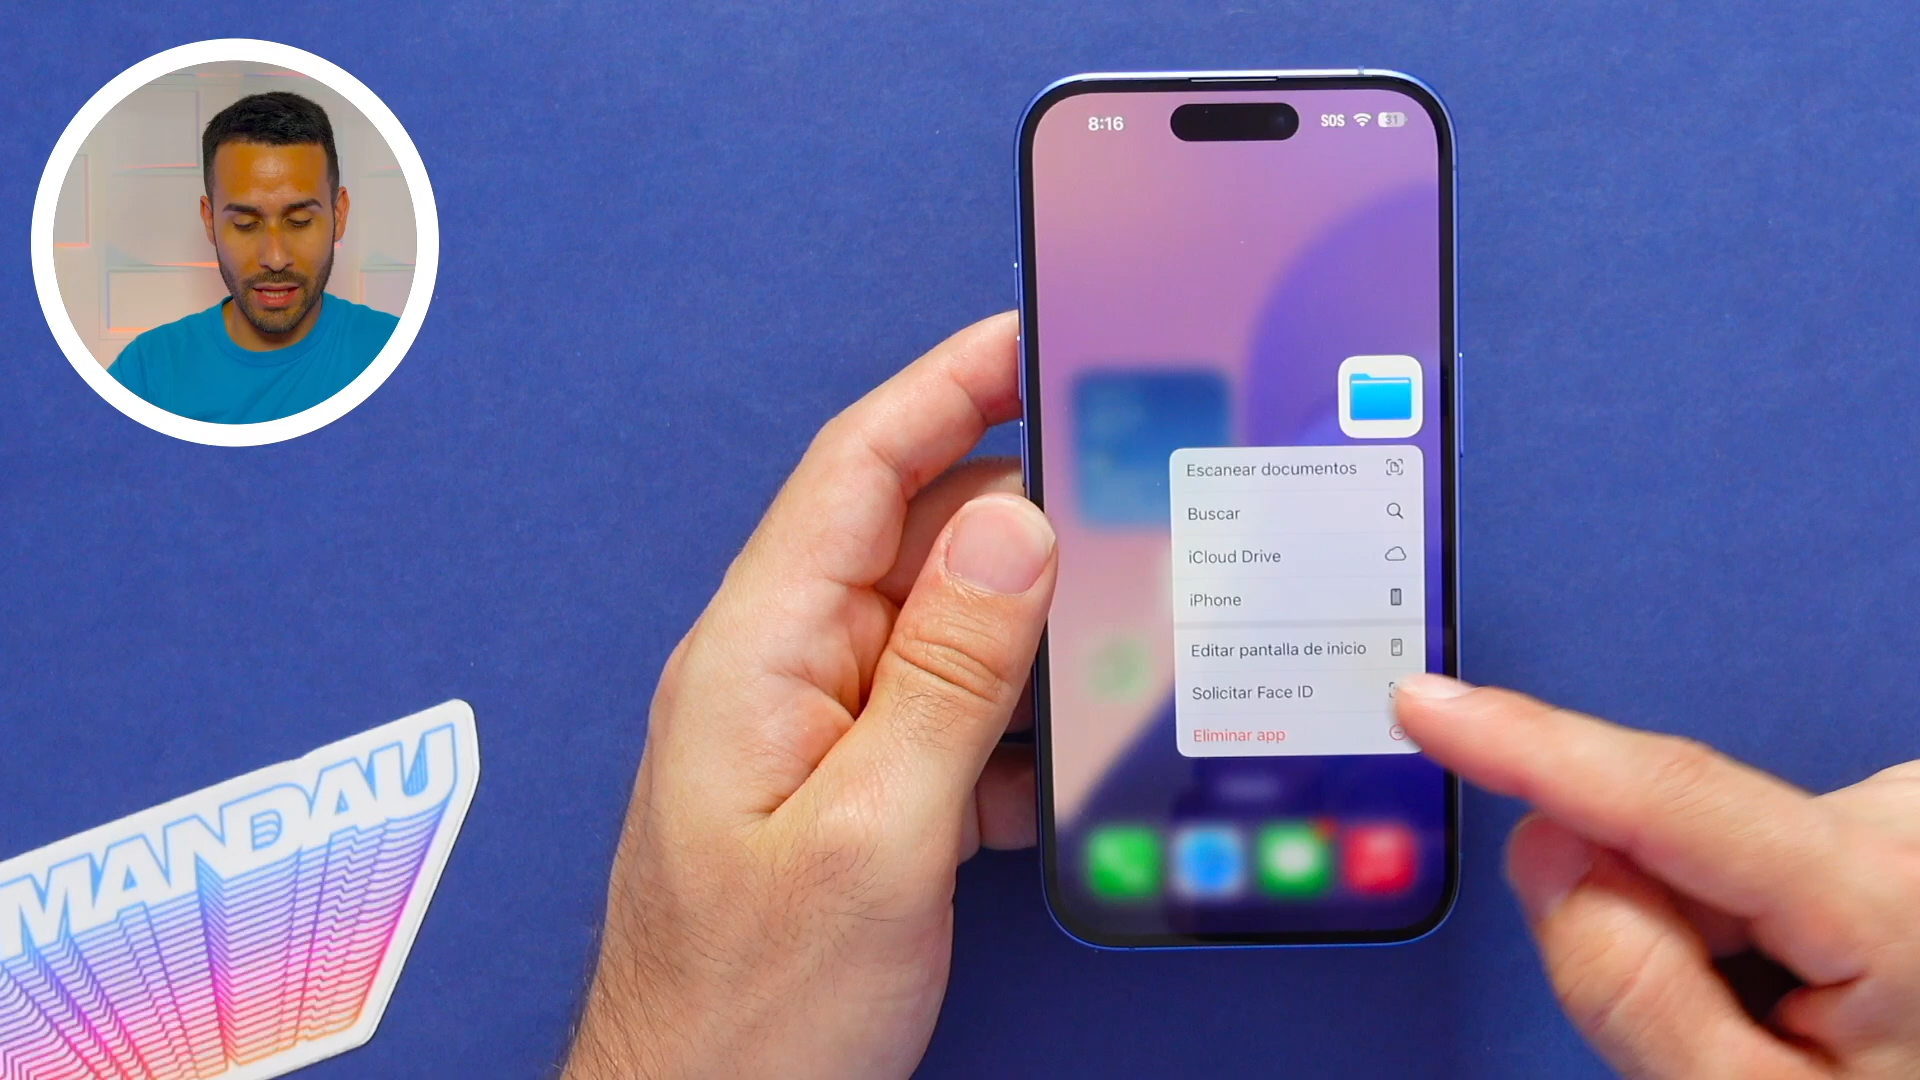 8:16
SOS
31
Escanear documentos
Buscar
iCloud Drive
iPhone
Editar pantalla de inicio
Solicitar Face ID
Eliminar app
MANDAU